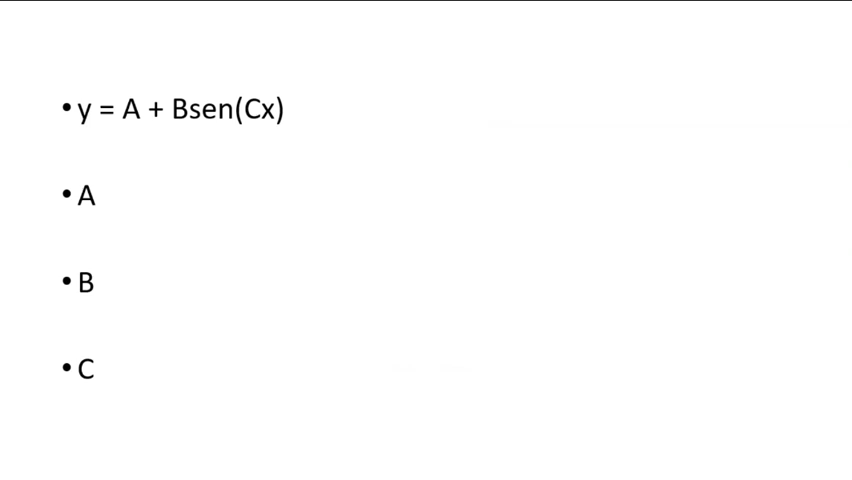 • y = A + Bsen(Cx)
• A
• B
• C